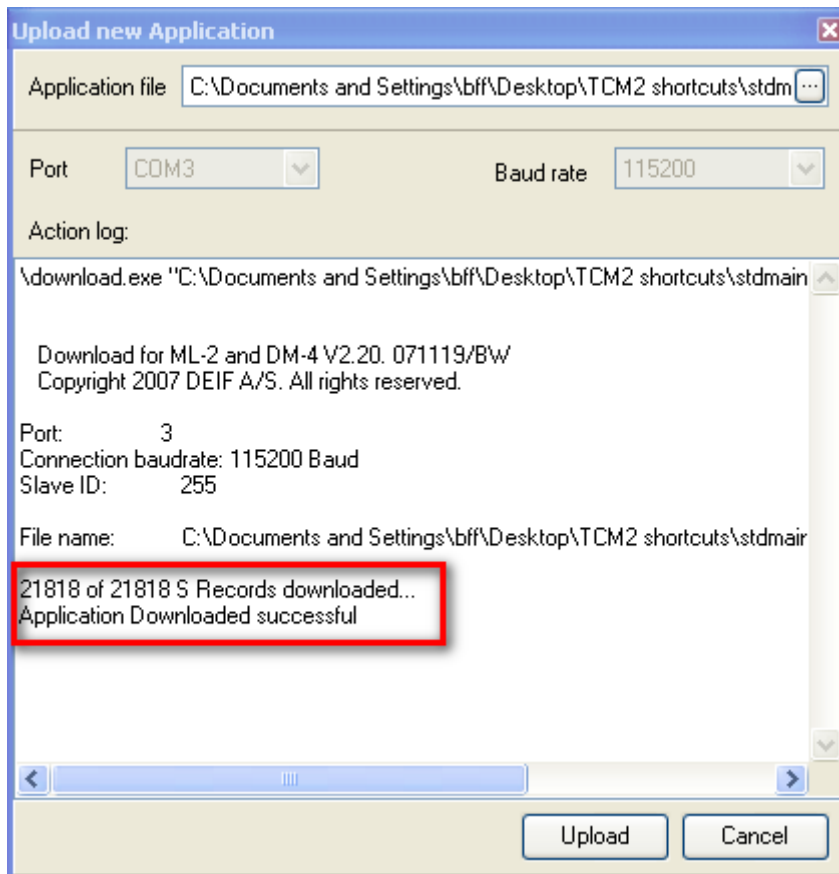 Upload new Application
Application file C:\Documents and Settings\bff\Desktop\TCM2 shortcuts\stdm ...
Port COM3 Baud rate 115200
Action log:
\download.exe "C:\Documents and Settings\bff\Desktop\TCM2 shortcuts\stdmain
Download for ML-2 and DM-4 V2.20. 071119/BW
Copyright 2007 DEIF A/S. All rights reserved.
Port: 3
Connection baudrate: 115200 Baud
Slave ID: 255
File name: C:\Documents and Settings\bff\Desktop\TCM2 shortcuts\stdmain
21818 of 21818 S Records downloaded...
Application Downloaded successful
Upload Cancel